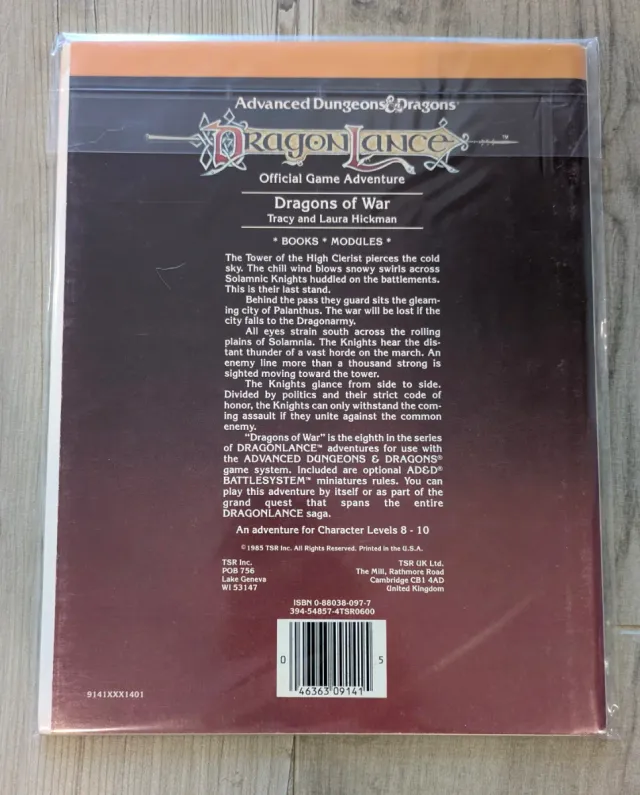 Advanced Dungeons & Dragons®
DRAGONLANCE™
Official Game Adventure
Dragons of War
Tracy and Laura Hickman
* BOOKS * MODULES *
The Tower of the High Clerist pierces the cold
sky. The chill wind blows snowy swirls across
Solamnic Knights huddled on the battlements.
This is their last stand.
Behind the pass they guard sits the gleam-
ing city of Palanthus. The war will be lost if the
city falls to the Dragonarmy.
All eyes strain south across the rolling
plains of Solamnia. The Knights hear the dis-
tant thunder of a vast horde on the march. An
enemy line more than a thousand strong is
sighted moving toward the tower.
The Knights glance from side to side.
Divided by politics and their strict code of
honor, the Knights can only withstand the com-
ing assault if they unite against the common
enemy.
"Dragons of War" is the eighth in the series
of DRAGONLANCE™ adventures for use with
the ADVANCED DUNGEONS & DRAGONS®
game system. Included are optional AD&D®
BATTLESYSTEM™ miniatures rules. You can
play this adventure by itself or as part of the
grand quest that spans the entire
DRAGONLANCE saga.
An adventure for Character Levels 8 - 10
©1985 TSR Inc. All Rights Reserved. Printed in the U.S.A.
TSR Inc.
POB 756
Lake Geneva
WI 53147
TSR UK Ltd.
The Mill, Rathmore Road
Cambridge CB1 4AD
United Kingdom
ISBN 0-88038-097-7
394-54857-4TSR0600
0 46363 09141 5
9141XXX1401